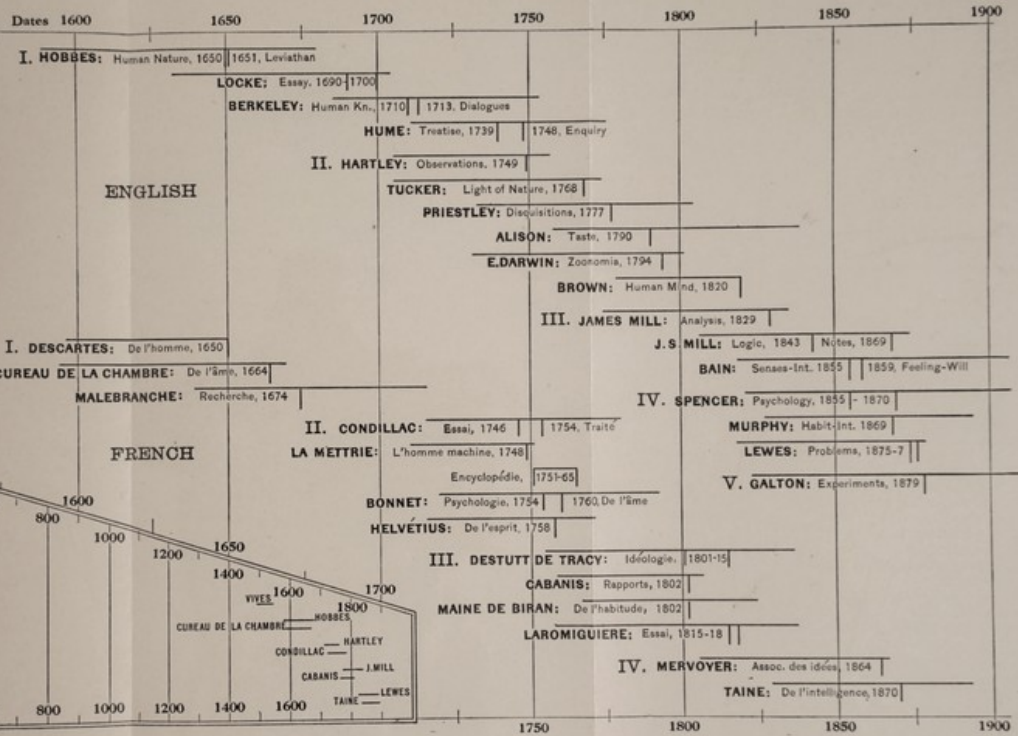 Dates 1600 1650 1700 1750 1800 1850 1900
I. HOBBES: Human Nature, 1650 1651, Leviathan
LOCKE: Essay, 1690-1700
BERKELEY: Human Kn., 1710 1713, Dialogues
HUME: Treatise, 1739 1748, Enquiry
II. HARTLEY: Observations, 1749
ENGLISH
TUCKER: Light of Nature, 1768
PRIESTLEY: Disquisitions, 1777
ALISON: Taste, 1790
E.DARWIN: Zoonomia, 1794
BROWN: Human Mind, 1820
III. JAMES MILL: Analysis, 1829
J.S MILL: Logic, 1843 Notes, 1869
I. DESCARTES: De l'homme, 1650
BAIN: Senses-Int. 1855 1859, Feeling-Will
CUREAU DE LA CHAMBRE: De l'âme, 1664
MALEBRANCHE: Recherche, 1674
IV. SPENCER: Psychology, 1855 - 1870
II. CONDILLAC: Essai, 1746 1754, Traité
MURPHY: Habit-Int. 1869
FRENCH
LA METTRIE: L'homme machine, 1748
LEWES: Problems, 1875-7
Encyclopédie, 1751-65
V. GALTON: Experiments, 1879
BONNET: Psychologie, 1754 1760, De l'âme
HELVÉTIUS: De l'esprit, 1758
III. DESTUTT DE TRACY: Idéologie, 1801-15
CABANIS: Rapports, 1802
MAINE DE BIRAN: De l'habitude, 1802
LAROMIGUIERE: Essai, 1815-18
IV. MERVOYER: Assoc. des idées, 1864
TAINE: De l'intelligence, 1870
1600 1650 1700
800 1000 1200 1400 1600 1800
VIVES
HOBBES
CUREAU DE LA CHAMBRE
HARTLEY
CONDILLAC
J.MILL
CABANIS
LEWES
TAINE
800 1000 1200 1400 1600
1750 1800 1850 1900